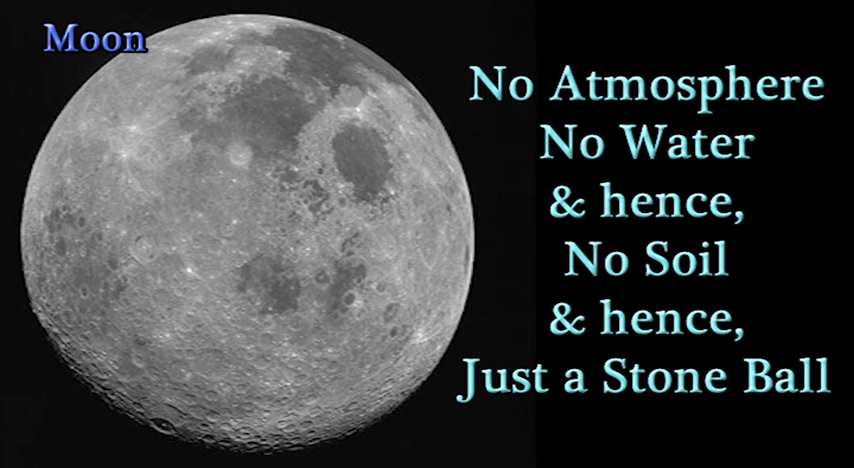 Moon
No Atmosphere
No Water
& hence,
No Soil
& hence,
Just a Stone Ball